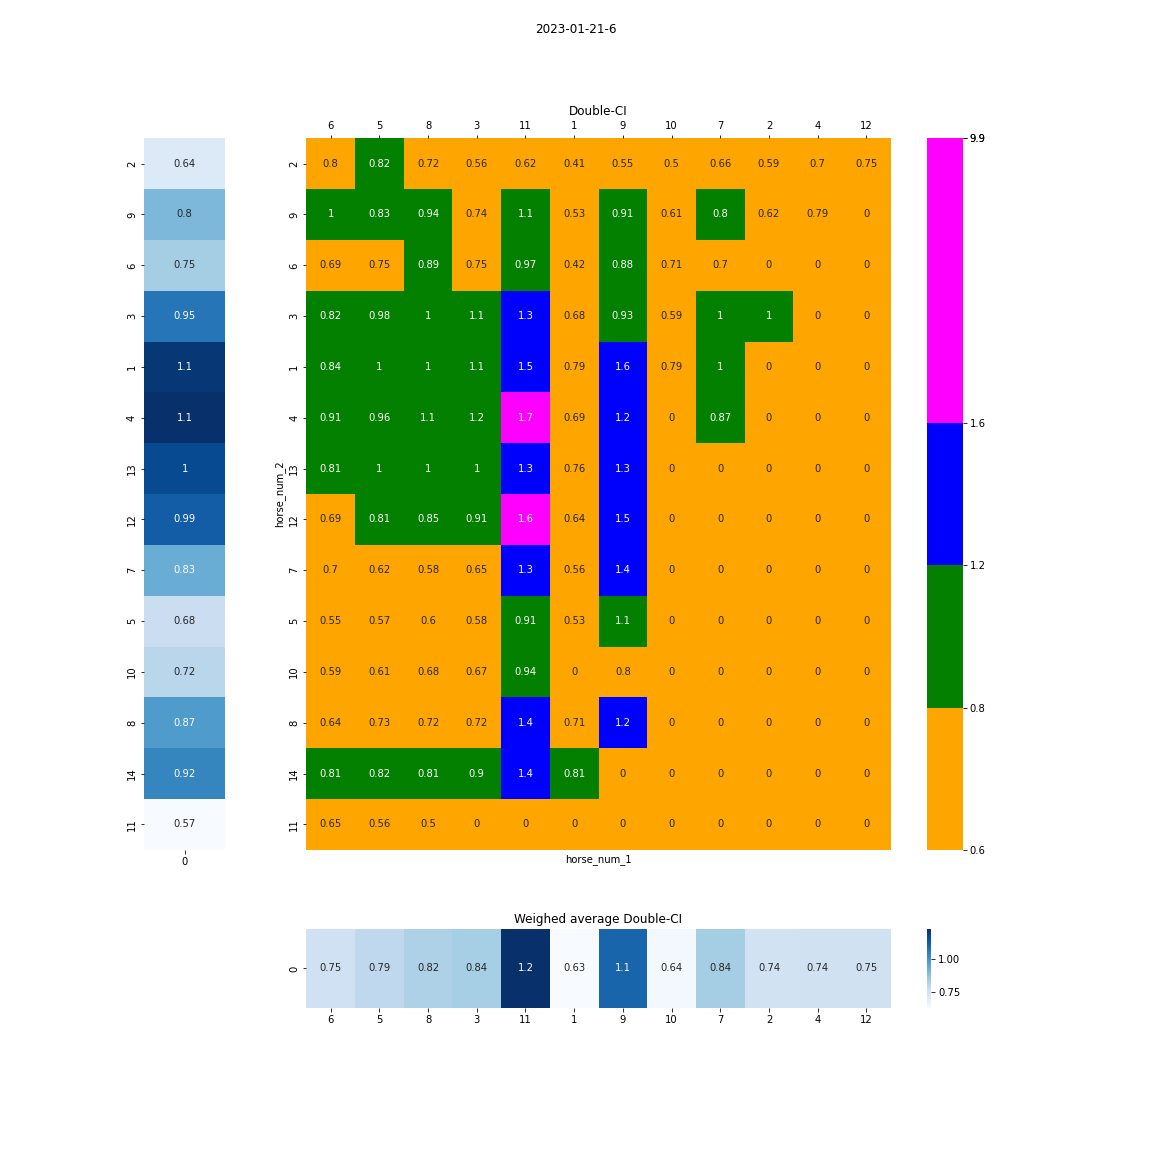 2023-01-21-6
Double-CI
6 5 8 3 11 1 9 10 7 2 4 12
2 0.64 2 0.8 0.82 0.72 0.56 0.62 0.41 0.55 0.5 0.66 0.59 0.7 0.75 9.9
9 0.8 9 1 0.83 0.94 0.74 1.1 0.53 0.91 0.61 0.8 0.62 0.79 0
6 0.75 6 0.69 0.75 0.89 0.75 0.97 0.42 0.88 0.71 0.7 0 0 0
3 0.95 3 0.82 0.98 1 1.1 1.3 0.68 0.93 0.59 1 1 0 0
1 1.1 1 0.84 1 1 1.1 1.5 0.79 1.6 0.79 1 0 0 0
4 1.1 4 0.91 0.96 1.1 1.2 1.7 0.69 1.2 0 0.87 0 0 0 1.6
13 1 13 0.81 1 1 1 1.3 0.76 1.3 0 0 0 0 0
horse_num_2
12 0.99 12 0.69 0.81 0.85 0.91 1.6 0.64 1.5 0 0 0 0 0
7 0.83 7 0.7 0.62 0.58 0.65 1.3 0.56 1.4 0 0 0 0 0 1.2
5 0.68 5 0.55 0.57 0.6 0.58 0.91 0.53 1.1 0 0 0 0 0
10 0.72 10 0.59 0.61 0.68 0.67 0.94 0 0.8 0 0 0 0 0
8 0.87 8 0.64 0.73 0.72 0.72 1.4 0.71 1.2 0 0 0 0 0 0.8
14 0.92 14 0.81 0.82 0.81 0.9 1.4 0.81 0 0 0 0 0 0
11 0.57 11 0.65 0.56 0.5 0 0 0 0 0 0 0 0 0 0.6
0 horse_num_1
Weighed average Double-CI
0 0.75 0.79 0.82 0.84 1.2 0.63 1.1 0.64 0.84 0.74 0.74 0.75 1.00
0.75
6 5 8 3 11 1 9 10 7 2 4 12